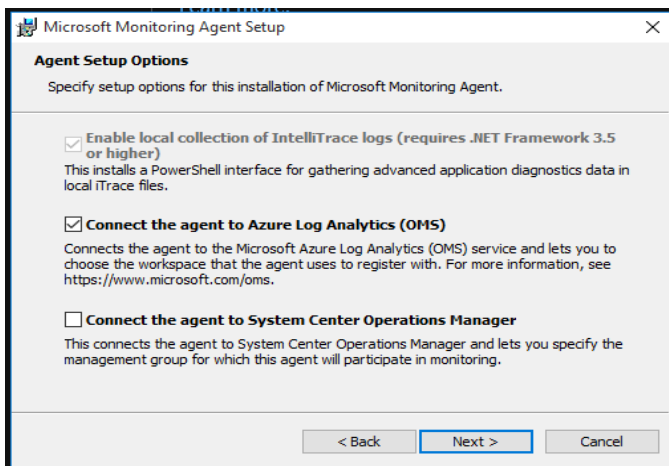 Learn more.
Microsoft Monitoring Agent Setup
Agent Setup Options
Specify setup options for this installation of Microsoft Monitoring Agent.
Enable local collection of IntelliTrace logs (requires .NET Framework 3.5
or higher)
This installs a PowerShell interface for gathering advanced application diagnostics data in
local iTrace files.
Connect the agent to Azure Log Analytics (OMS)
Connects the agent to the Microsoft Azure Log Analytics (OMS) service and lets you to
choose the workspace that the agent uses to register with. For more information, see
https://www.microsoft.com/oms.
Connect the agent to System Center Operations Manager
This connects the agent to System Center Operations Manager and lets you specify the
management group for which this agent will participate in monitoring.
< Back Next > Cancel